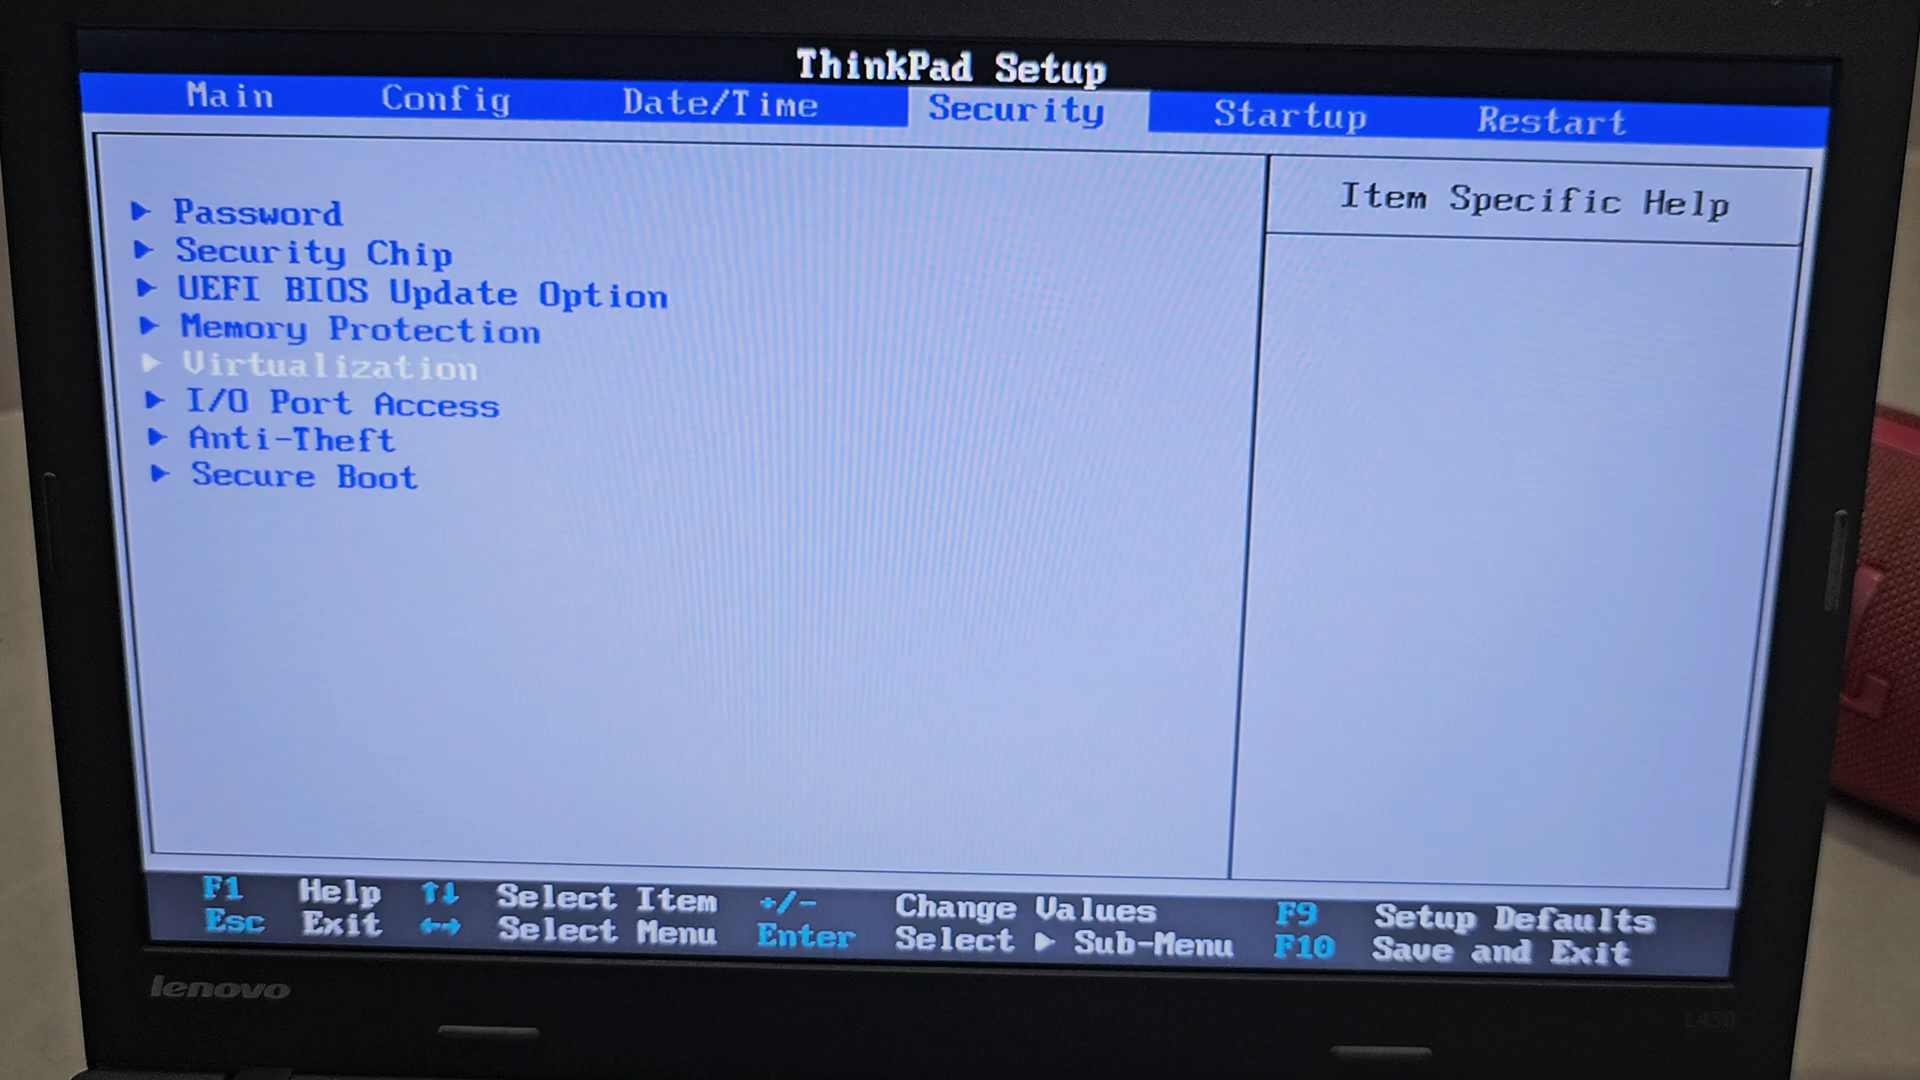 ThinkPad Setup
Main Config Date/Time Security Startup Restart
Item Specific Help
▶ Password
▶ Security Chip
▶ UEFI BIOS Update Option
▶ Memory Protection
▶ Virtualization
▶ I/O Port Access
▶ Anti-Theft
▶ Secure Boot
F1 Help ↑↓ Select Item +/- Change Values F9 Setup Defaults
Esc Exit ←→ Select Menu Enter Select ▶ Sub-Menu F10 Save and Exit
lenovo
L450